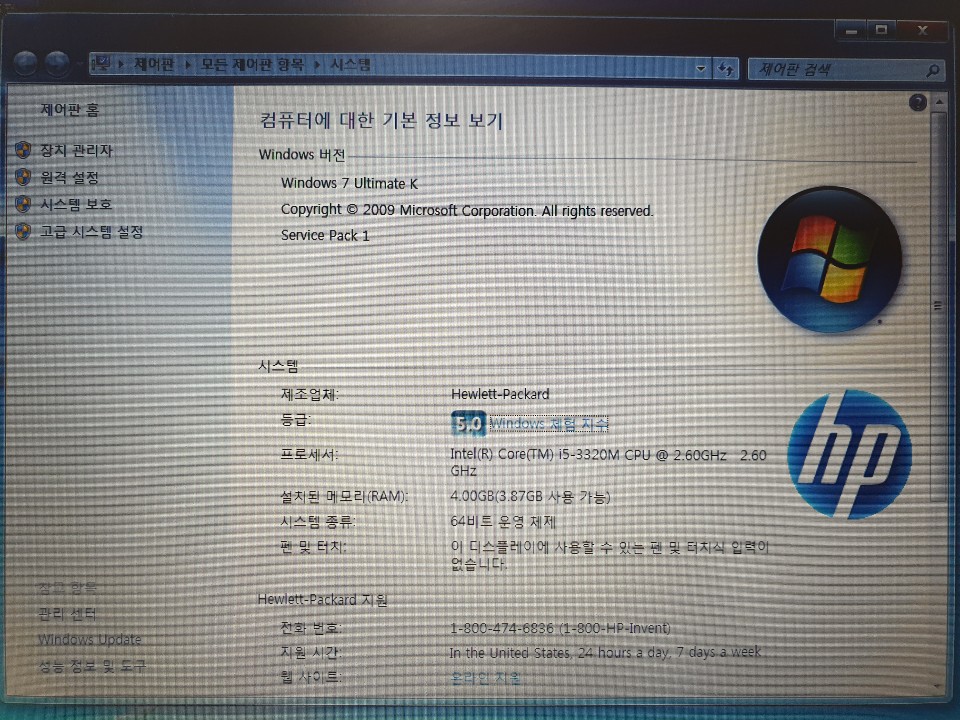 제어판 ▸ 모든 제어판 항목 ▸ 시스템
제어판 검색
제어판 홈
장치 관리자
원격 설정
시스템 보호
고급 시스템 설정
컴퓨터에 대한 기본 정보 보기
Windows 버전
Windows 7 Ultimate K
Copyright © 2009 Microsoft Corporation. All rights reserved.
Service Pack 1
시스템
제조업체: Hewlett-Packard
등급: 5.0 Windows 체험 지수
프로세서: Intel(R) Core(TM) i5-3320M CPU @ 2.60GHz 2.60
GHz
설치된 메모리(RAM): 4.00GB(3.87GB 사용 가능)
시스템 종류: 64비트 운영 체제
펜 및 터치: 이 디스플레이에 사용할 수 있는 펜 및 터치식 입력이
없습니다.
hp
Hewlett-Packard 지원
전화 번호: 1-800-474-6836 (1-800-HP-Invent)
지원 시간: In the United States, 24 hours a day, 7 days a week
웹 사이트: 온라인 지원
참고 항목
관리 센터
Windows Update
성능 정보 및 도구